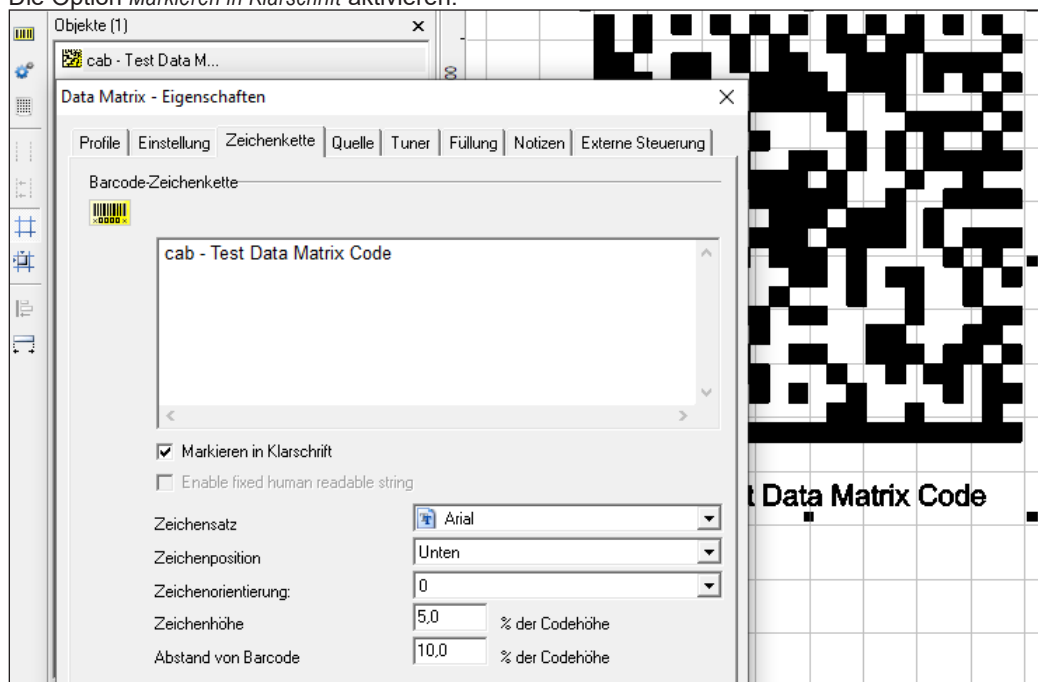 Die Option Markieren in Klarschrift aktivieren.
Objekte (1)
cab - Test Data M...
Data Matrix - Eigenschaften
Profile Einstellung Zeichenkette Quelle Tuner Füllung Notizen Externe Steuerung
Barcode-Zeichenkette
cab - Test Data Matrix Code
Markieren in Klarschrift
Enable fixed human readable string
Zeichensatz Arial
Zeichenposition Unten
Zeichenorientierung: 0
Zeichenhöhe 5,0 % der Codehöhe
Abstand von Barcode 10,0 % der Codehöhe
t Data Matrix Code